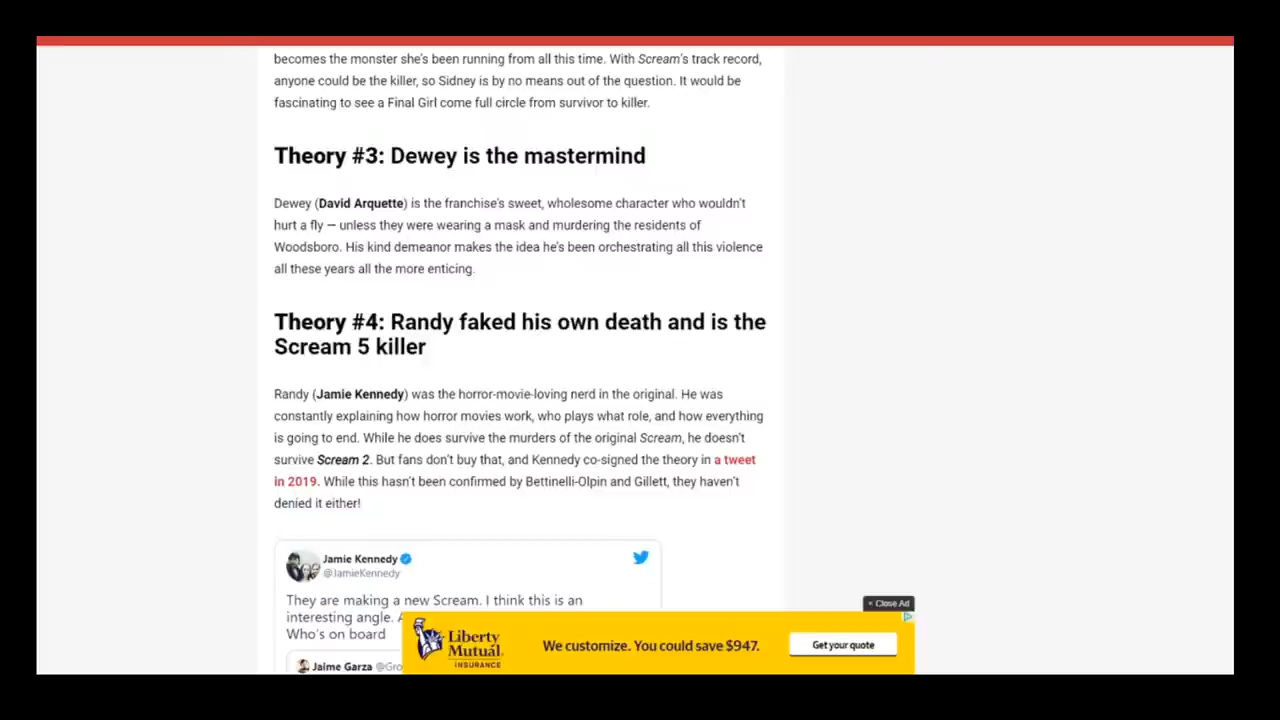 becomes the monster she's been running from all this time. With Scream's track record,
anyone could be the killer, so Sidney is by no means out of the question. It would be
fascinating to see a Final Girl come full circle from survivor to killer.
Theory #3: Dewey is the mastermind
Dewey (David Arquette) is the franchise's sweet, wholesome character who wouldn't
hurt a fly — unless they were wearing a mask and murdering the residents of
Woodsboro. His kind demeanor makes the idea he's been orchestrating all this violence
all these years all the more enticing.
Theory #4: Randy faked his own death and is the
Scream 5 killer
Randy (Jamie Kennedy) was the horror-movie-loving nerd in the original. He was
constantly explaining how horror movies work, who plays what role, and how everything
is going to end. While he does survive the murders of the original Scream, he doesn't
survive Scream 2. But fans don't buy that, and Kennedy co-signed the theory in a tweet
in 2019. While this hasn't been confirmed by Bettinelli-Olpin and Gillett, they haven't
denied it either!
Jamie Kennedy
@JamieKennedy
They are making a new Scream. I think this is an
interesting angle.
Who's on board
Jaime Garza @Gro
× Close Ad
Liberty
Mutual.
INSURANCE
We customize. You could save $947.
Get your quote